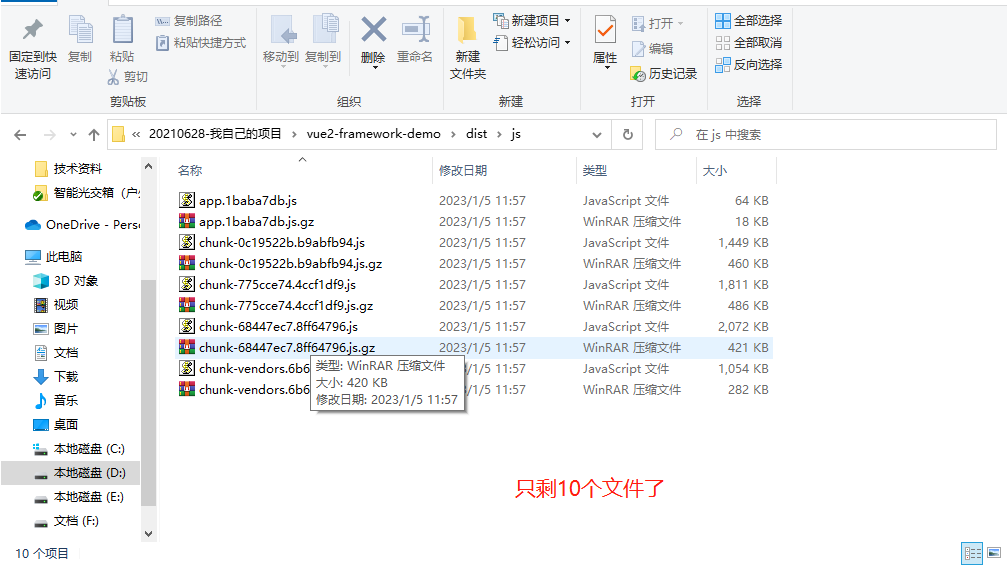 固定到快速访问
复制
粘贴
复制路径
粘贴快捷方式
剪切
剪贴板
移动到
复制到
删除
重命名
组织
新建文件夹
新建项目
轻松访问
新建
属性
打开
编辑
历史记录
打开
全部选择
全部取消
反向选择
选择
« 20210628-我自己的项目 › vue2-framework-demo › dist › js
在 js 中搜索
技术资料
智能光交箱（户
OneDrive - Pers
此电脑
3D 对象
视频
图片
文档
下载
音乐
桌面
本地磁盘 (C:)
本地磁盘 (D:)
本地磁盘 (E:)
文档 (F:)
名称 修改日期 类型 大小
app.1baba7db.js 2023/1/5 11:57 JavaScript 文件 64 KB
app.1baba7db.js.gz 2023/1/5 11:57 WinRAR 压缩文件 18 KB
chunk-0c19522b.b9abfb94.js 2023/1/5 11:57 JavaScript 文件 1,449 KB
chunk-0c19522b.b9abfb94.js.gz 2023/1/5 11:57 WinRAR 压缩文件 460 KB
chunk-775cce74.4ccf1df9.js 2023/1/5 11:57 JavaScript 文件 1,811 KB
chunk-775cce74.4ccf1df9.js.gz 2023/1/5 11:57 WinRAR 压缩文件 486 KB
chunk-68447ec7.8ff64796.js 2023/1/5 11:57 JavaScript 文件 2,072 KB
chunk-68447ec7.8ff64796.js.gz 2023/1/5 11:57 WinRAR 压缩文件 421 KB
chunk-vendors.6b6 /1/5 11:57 JavaScript 文件 1,054 KB
chunk-vendors.6b6 /1/5 11:57 WinRAR 压缩文件 282 KB
类型: WinRAR 压缩文件
大小: 420 KB
修改日期: 2023/1/5 11:57
只剩10个文件了
10 个项目